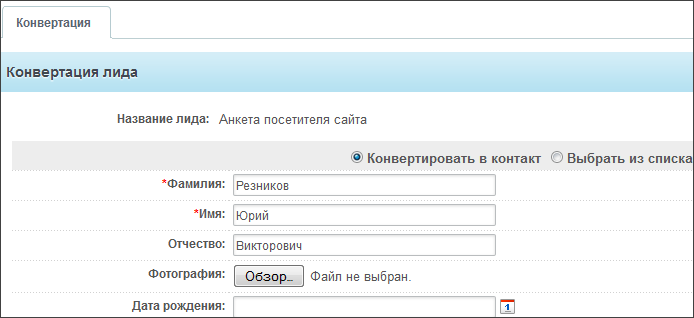 Конвертация
Конвертация лида
Название лида: Анкета посетителя сайта
Конвертировать в контакт Выбрать из списка
*Фамилия: Резников
*Имя: Юрий
Отчество: Викторович
Фотография: Обзор... Файл не выбран.
Дата рождения: 1